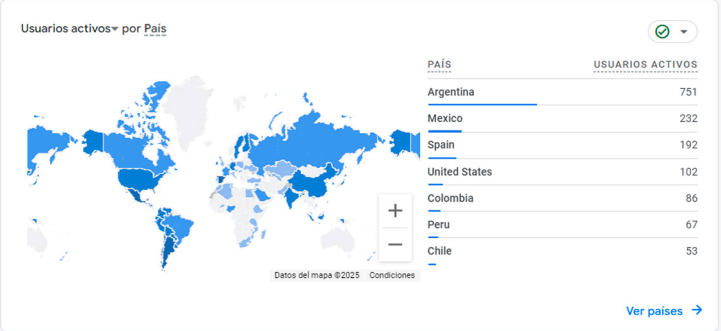 Usuarios activos por País
PAÍS USUARIOS ACTIVOS
Argentina 751
Mexico 232
Spain 192
United States 102
Colombia 86
Peru 67
Chile 53
+
−
Datos del mapa ©2025 Condiciones
Ver países